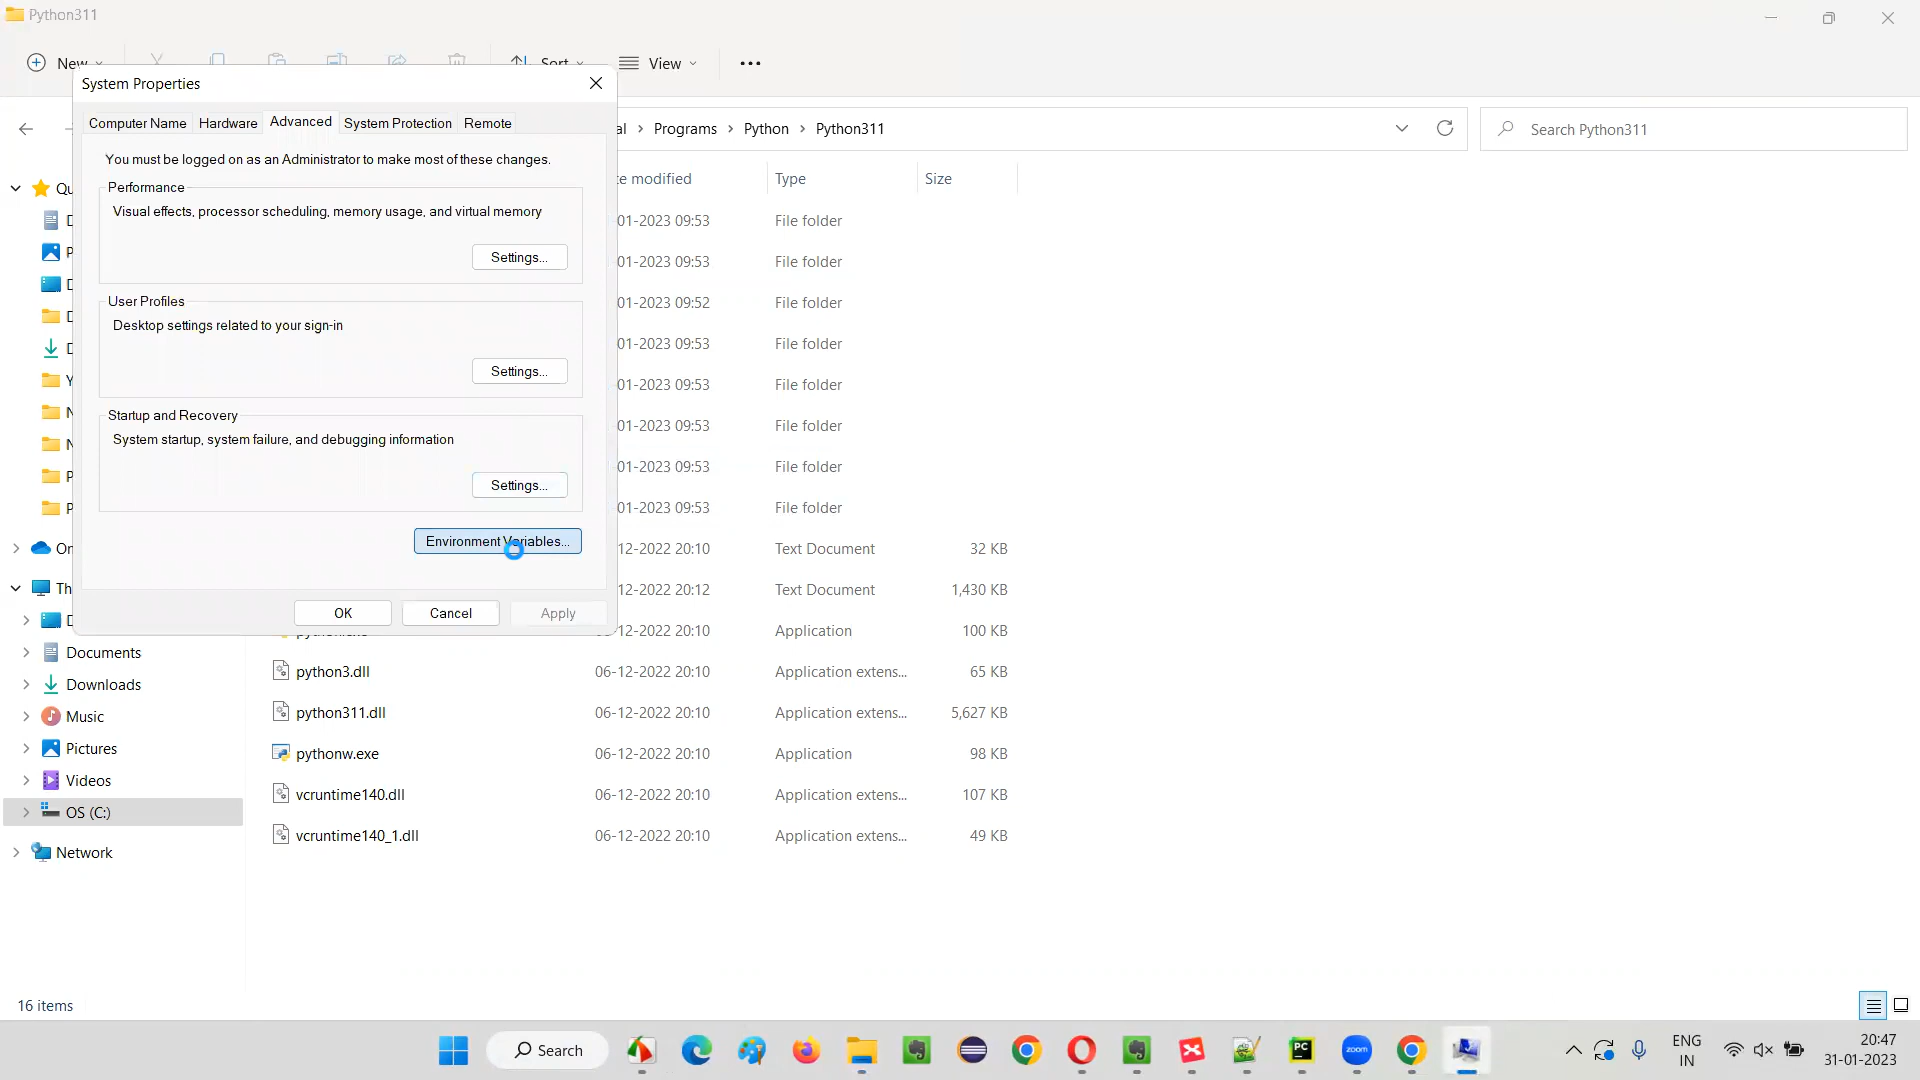 Python311
New
Sort
View
System Properties
Computer Name
Hardware
Advanced
System Protection
Remote
al > Programs > Python > Python311
Search Python311
You must be logged on as an Administrator to make most of these changes.
Performance
Visual effects, processor scheduling, memory usage, and virtual memory
Settings...
User Profiles
Desktop settings related to your sign-in
Settings...
Startup and Recovery
System startup, system failure, and debugging information
Settings...
Environment Variables...
OK
Cancel
Apply
te modified
Type
Size
01-2023 09:53 File folder
01-2023 09:53 File folder
01-2023 09:52 File folder
01-2023 09:53 File folder
01-2023 09:53 File folder
01-2023 09:53 File folder
01-2023 09:53 File folder
01-2023 09:53 File folder
12-2022 20:10 Text Document 32 KB
12-2022 20:12 Text Document 1,430 KB
12-2022 20:10 Application 100 KB
python3.dll 06-12-2022 20:10 Application extens... 65 KB
python311.dll 06-12-2022 20:10 Application extens... 5,627 KB
pythonw.exe 06-12-2022 20:10 Application 98 KB
vcruntime140.dll 06-12-2022 20:10 Application extens... 107 KB
vcruntime140_1.dll 06-12-2022 20:10 Application extens... 49 KB
Qu
D
P
D
D
D
Y
N
N
P
P
On
Th
D
Documents
Downloads
Music
Pictures
Videos
OS (C:)
Network
16 items
Search
PC
zoom
ENG
IN
20:47
31-01-2023